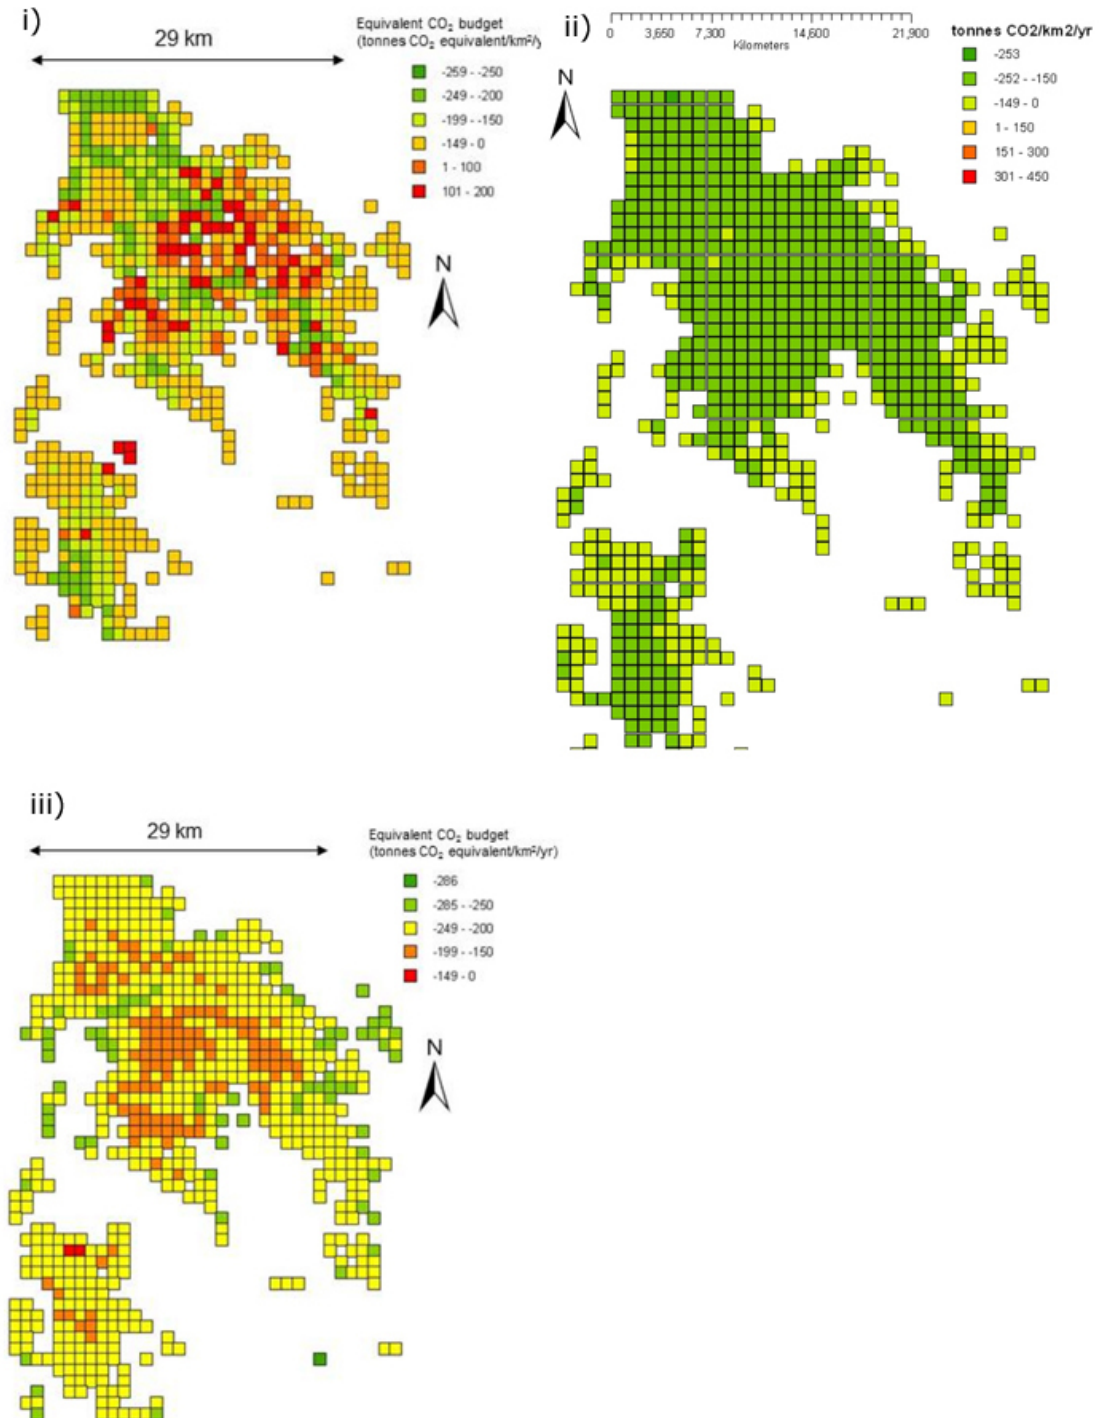 i)
29 km
Equivalent CO₂ budget
(tonnes CO₂ equivalent/km²/y
-259 - -250
-249 - -200
-199 - -150
-149 - 0
1 - 100
101 - 200
N
ii)
0 3,650 7,300 14,600 21,900
Kilometers
N
tonnes CO2/km2/yr
-253
-252 - -150
-149 - 0
1 - 150
151 - 300
301 - 450
iii)
29 km
Equivalent CO₂ budget
(tonnes CO₂ equivalent/km²/yr)
-286
-285 - -250
-249 - -200
-199 - -150
-149 - 0
N